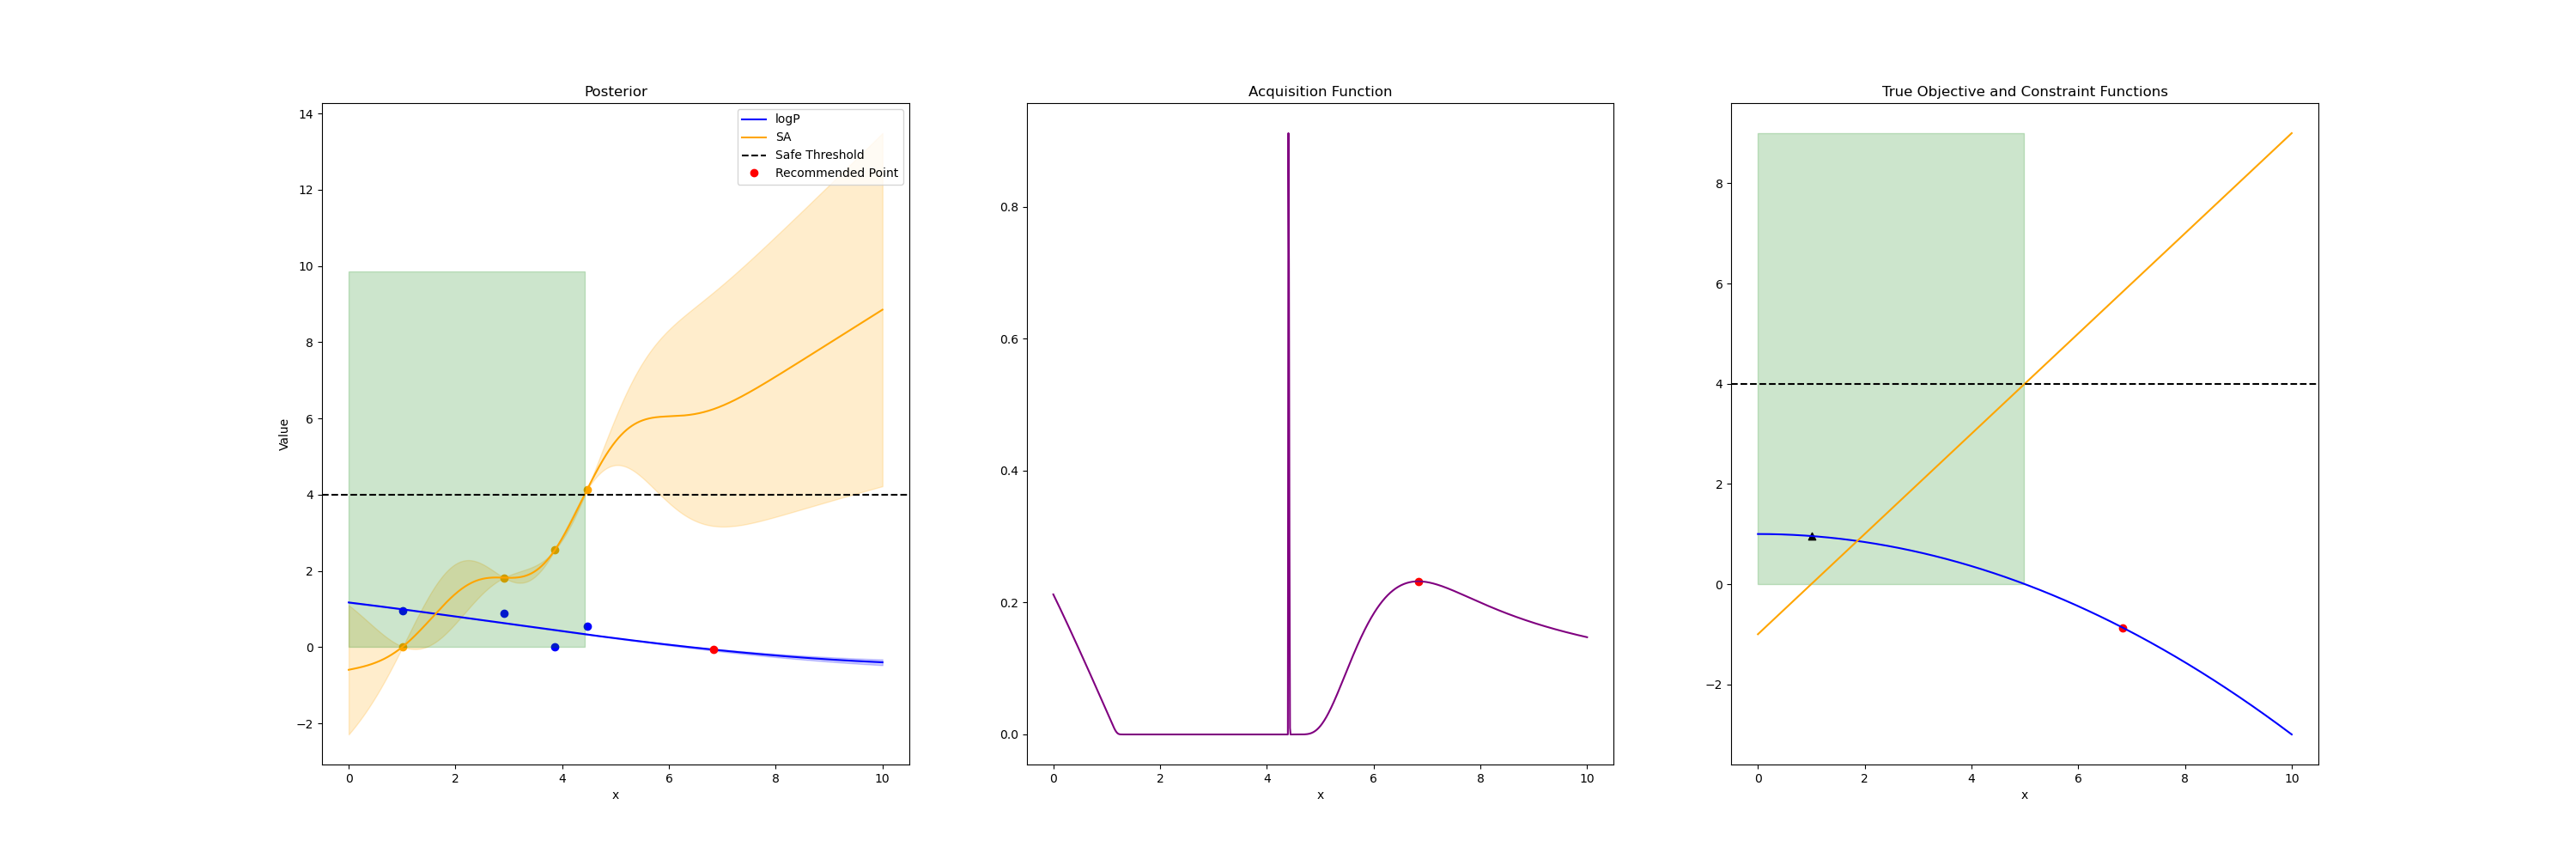 Posterior
14
12
10
8
6
4
2
0
−2
Value
0 2 4 6 8 10
x
logP
SA
Safe Threshold
Recommended Point
Acquisition Function
0.8
0.6
0.4
0.2
0.0
0 2 4 6 8 10
x
True Objective and Constraint Functions
8
6
4
2
0
−2
0 2 4 6 8 10
x